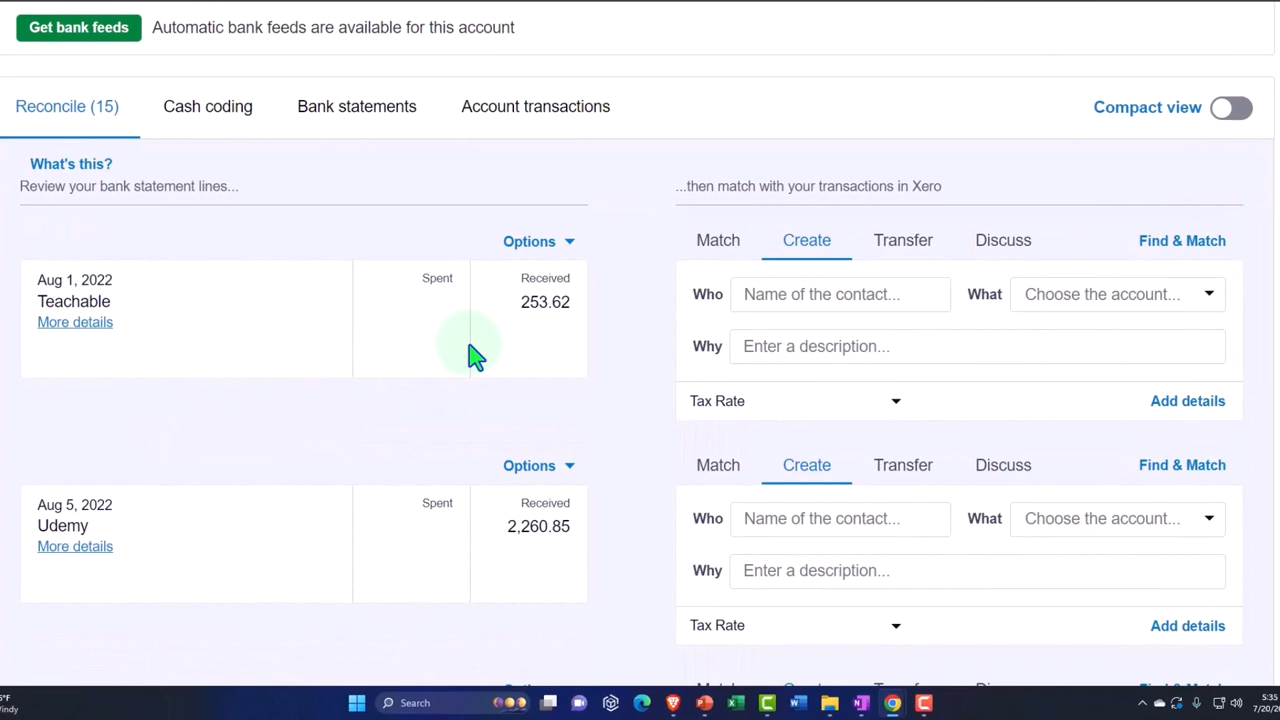 Get bank feeds Automatic bank feeds are available for this account
Reconcile (15) Cash coding Bank statements Account transactions Compact view
What's this?
Review your bank statement lines... ...then match with your transactions in Xero
Options Match Create Transfer Discuss Find & Match
Aug 1, 2022 Spent Received
Teachable 253.62
More details
Who Name of the contact... What Choose the account...
Why Enter a description...
Tax Rate Add details
Options Match Create Transfer Discuss Find & Match
Aug 5, 2022 Spent Received
Udemy 2,260.85
More details
Who Name of the contact... What Choose the account...
Why Enter a description...
Tax Rate Add details
Search
5:35